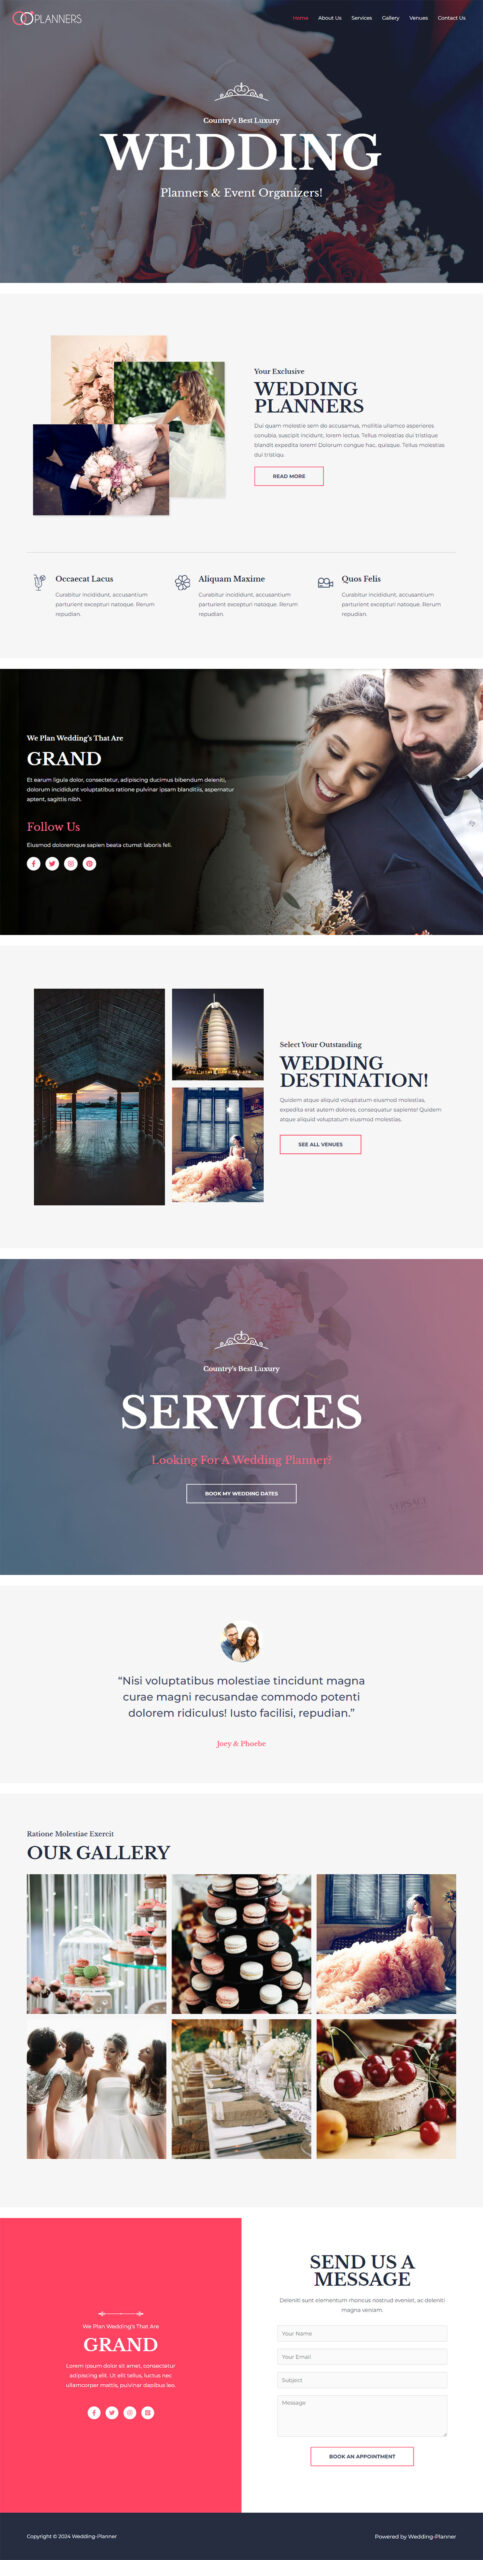 PLANNERS
Home About Us Services Gallery Venues Contact Us
Country's Best Luxury
WEDDING
Planners & Event Organizers!
Your Exclusive
WEDDING
PLANNERS
Dui quam molestie sem do accusamus, mollitia ullamco asperiores
conubia, suscipit incidunt, lorem lectus. Tellus molestias dui tristique
blandit expedita lorem! Dolorum congue hac, quisque. Tellus molestias
dui tristiqu.
READ MORE
Occaecat Lacus
Curabitur incididunt, accusantium
parturient excepturi natoque. Rerum
repudian.
Aliquam Maxime
Curabitur incididunt, accusantium
parturient excepturi natoque. Rerum
repudian.
Quos Felis
Curabitur incididunt, accusantium
parturient excepturi natoque. Rerum
repudian.
We Plan Wedding's That Are
GRAND
Et earum ligula dolor, consectetur, adipiscing ducimus bibendum deleniti,
dolorum incididunt voluptatibus ratione pulvinar ipsam blanditiis, aspernatur
aptent, sagittis nibh.
Follow Us
Eiusmod doloremque sapien beata ctumst laboris feli.
Select Your Outstanding
WEDDING
DESTINATION!
Quidem atque aliquid voluptatum eiusmod molestias,
expedita erat autem dolores, consequatur sapiente! Quidem
atque aliquid voluptatum eiusmod molestias.
SEE ALL VENUES
Country's Best Luxury
SERVICES
Looking For A Wedding Planner?
BOOK MY WEDDING DATES
VERSACE
“Nisi voluptatibus molestiae tincidunt magna
curae magni recusandae commodo potenti
dolorem ridiculus! Iusto facilisi, repudian.”
Joey & Phoebe
Ratione Molestiae Exercit
OUR GALLERY
We Plan Wedding's That Are
GRAND
Lorem ipsum dolor sit amet, consectetur
adipiscing elit. Ut elit tellus, luctus nec
ullamcorper mattis, pulvinar dapibus leo.
SEND US A
MESSAGE
Deleniti sunt elementum rhoncus nostrud eveniet, ac deleniti
magna veniam.
Your Name
Your Email
Subject
Message
BOOK AN APPOINTMENT
Copyright © 2024 Wedding-Planner
Powered by Wedding-Planner